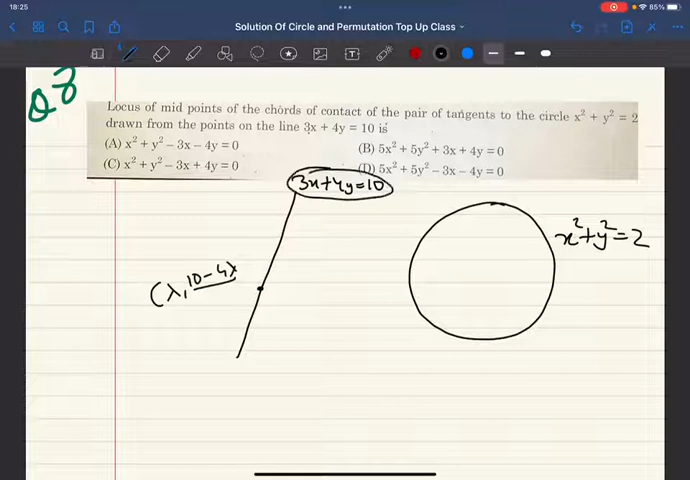 18:25
85%
Solution Of Circle and Permutation Top Up Class
Q8
Locus of mid points of the chords of contact of the pair of tangents to the circle x² + y² = 2
drawn from the points on the line 3x + 4y = 10 is
(A) x² + y² − 3x − 4y = 0
(B) 5x² + 5y² + 3x + 4y = 0
(C) x² + y² − 3x + 4y = 0
(D) 5x² + 5y² − 3x − 4y = 0
3x+4y=10
x²+y²=2
(λ, 10−4λ